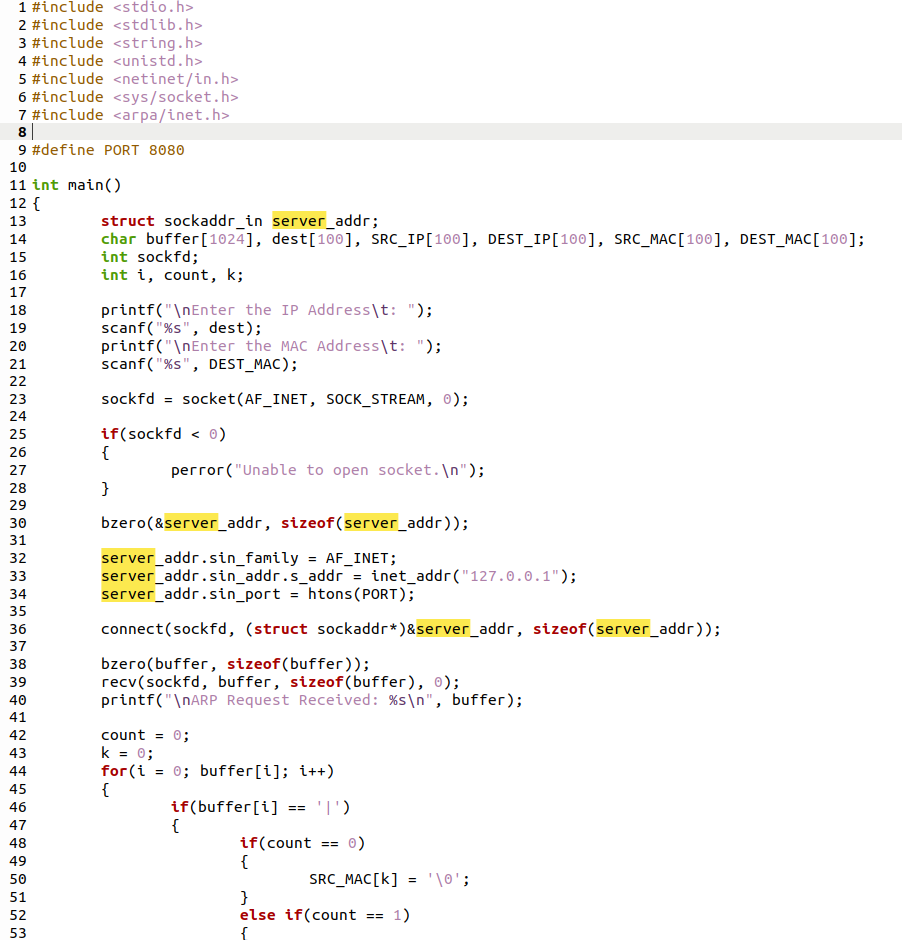 1 #include <stdio.h>
2 #include <stdlib.h>
3 #include <string.h>
4 #include <unistd.h>
5 #include <netinet/in.h>
6 #include <sys/socket.h>
7 #include <arpa/inet.h>
8
9 #define PORT 8080
10
11 int main()
12 {
13         struct sockaddr_in server_addr;
14         char buffer[1024], dest[100], SRC_IP[100], DEST_IP[100], SRC_MAC[100], DEST_MAC[100];
15         int sockfd;
16         int i, count, k;
17
18         printf("\nEnter the IP Address\t: ");
19         scanf("%s", dest);
20         printf("\nEnter the MAC Address\t: ");
21         scanf("%s", DEST_MAC);
22
23         sockfd = socket(AF_INET, SOCK_STREAM, 0);
24
25         if(sockfd < 0)
26         {
27                 perror("Unable to open socket.\n");
28         }
29
30         bzero(&server_addr, sizeof(server_addr));
31
32         server_addr.sin_family = AF_INET;
33         server_addr.sin_addr.s_addr = inet_addr("127.0.0.1");
34         server_addr.sin_port = htons(PORT);
35
36         connect(sockfd, (struct sockaddr*)&server_addr, sizeof(server_addr));
37
38         bzero(buffer, sizeof(buffer));
39         recv(sockfd, buffer, sizeof(buffer), 0);
40         printf("\nARP Request Received: %s\n", buffer);
41
42         count = 0;
43         k = 0;
44         for(i = 0; buffer[i]; i++)
45         {
46                 if(buffer[i] == '|')
47                 {
48                         if(count == 0)
49                         {
50                                 SRC_MAC[k] = '\0';
51                         }
52                         else if(count == 1)
53                         {